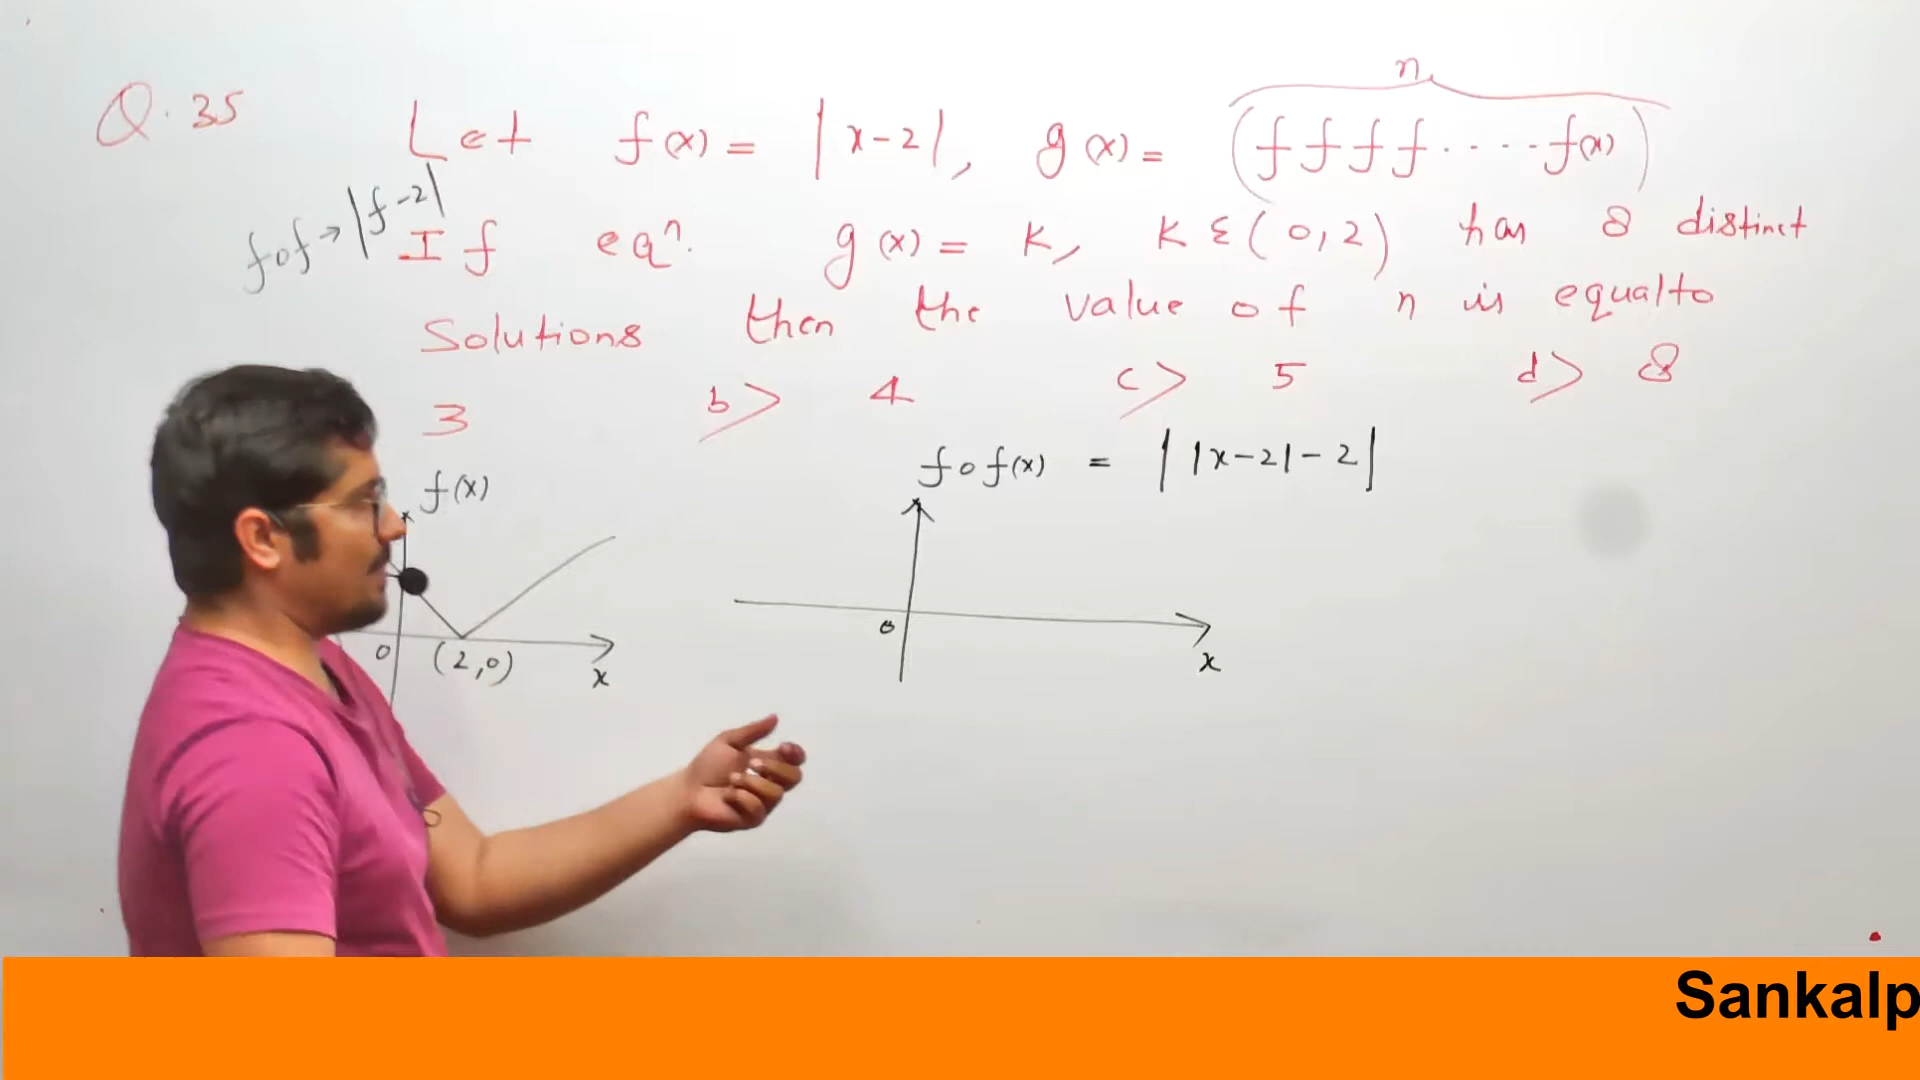 n
Q. 35 Let f(x) = |x-2|, g(x) = (f f f f ..... f(x))
fof → |f-2|
If eqn. g(x) = K, K ε (0,2) has 8 distinct
Solutions then the value of n is equal to
3 b> 4 c> 5 d> 8
f(x)
fof(x) = ||x-2|-2|
0 (2,0) x
0 x
Sankalp